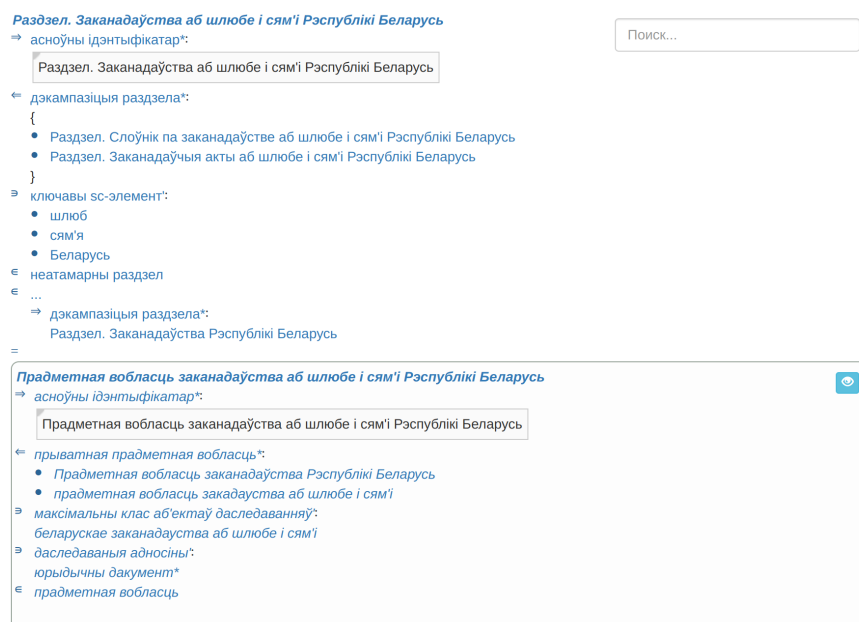 Раздзел. Заканадаўства аб шлюбе і сям'і Рэспублікі Беларусь
Поиск...
⇒ асноўны ідэнтыфікатар*:
Раздзел. Заканадаўства аб шлюбе і сям'і Рэспублікі Беларусь
⇐ дэкампазіцыя раздзела*:
{
• Раздзел. Слоўнік па заканадаўстве аб шлюбе і сям'і Рэспублікі Беларусь
• Раздзел. Заканадаўчыя акты аб шлюбе і сям'і Рэспублікі Беларусь
}
∋ ключавы sc-элемент':
• шлюб
• сям'я
• Беларусь
∈ неатамарны раздзел
∈ ...
⇒ дэкампазіцыя раздзела*:
Раздзел. Заканадаўства Рэспублікі Беларусь
=
Прадметная вобласць заканадаўства аб шлюбе і сям'і Рэспублікі Беларусь
⇒ асноўны ідэнтыфікатар*:
Прадметная вобласць заканадаўства аб шлюбе і сям'і Рэспублікі Беларусь
⇐ прыватная прадметная вобласць*:
• Прадметная вобласць заканадаўства Рэспублікі Беларусь
• прадметная вобласць закадауства аб шлюбе і сям'і
∋ максімальны клас аб'ектаў даследаванняў':
беларускае заканадауства аб шлюбе і сям'і
∋ даследаваныя адносіны':
юрыдычны дакумент*
∈ прадметная вобласць